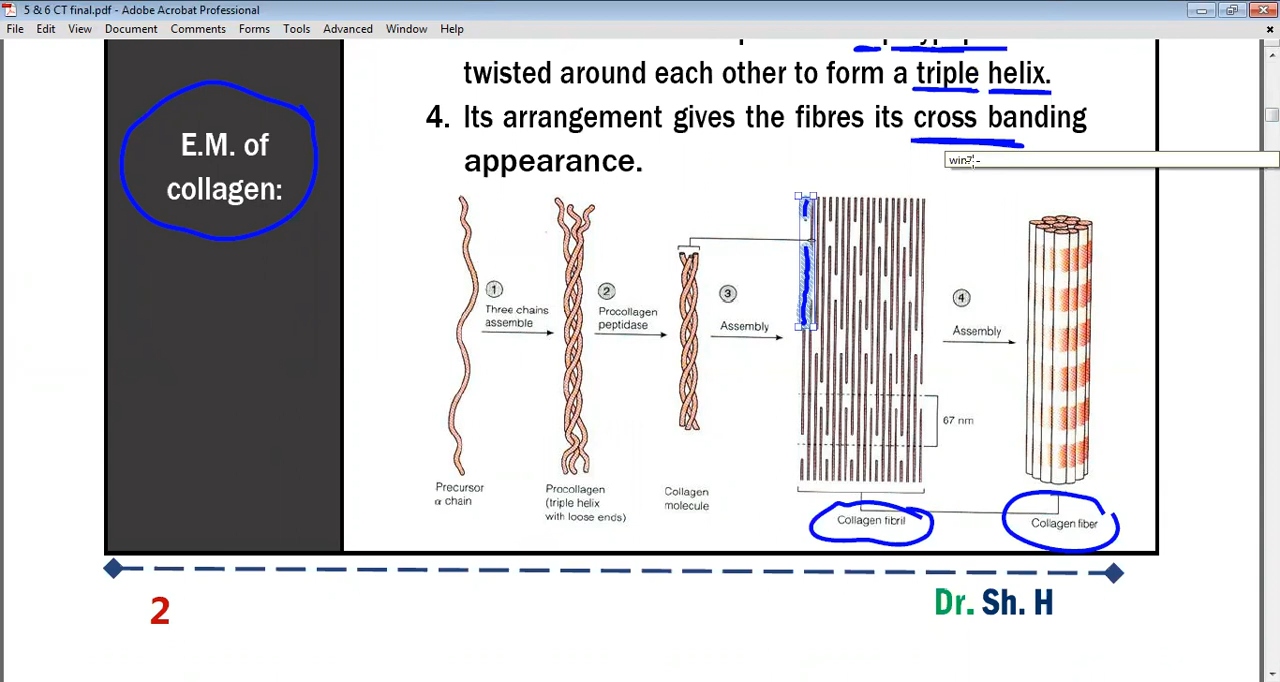 5 & 6 CT final.pdf - Adobe Acrobat Professional
File Edit View Document Comments Forms Tools Advanced Window Help
twisted around each other to form a triple helix.
4. Its arrangement gives the fibres its cross banding
appearance.
E.M. of
collagen:
1
Three chains
assemble
2
Procollagen
peptidase
3
Assembly
4
Assembly
67 nm
Precursor
α chain
Procollagen
(triple helix
with loose ends)
Collagen
molecule
Collagen fibril
Collagen fiber
2
Dr. Sh. H